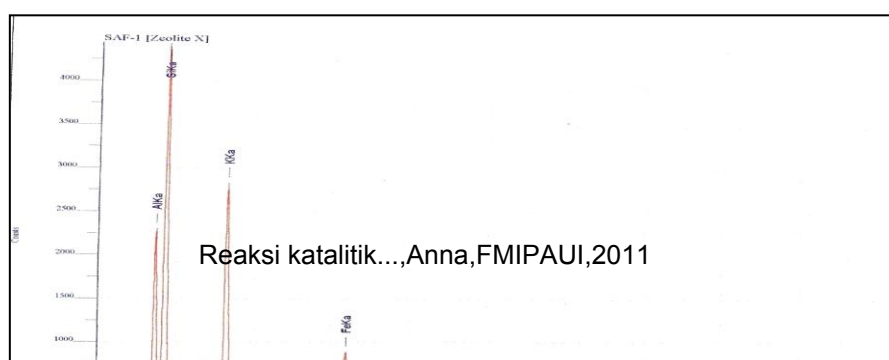 SAF-1 [Zeolite X]
SiKa
4000
3500
KKa
3000
AlKa
2500
Counts
2000
Reaksi katalitik...,Anna,FMIPAUI,2011
1500
FeKa
1000